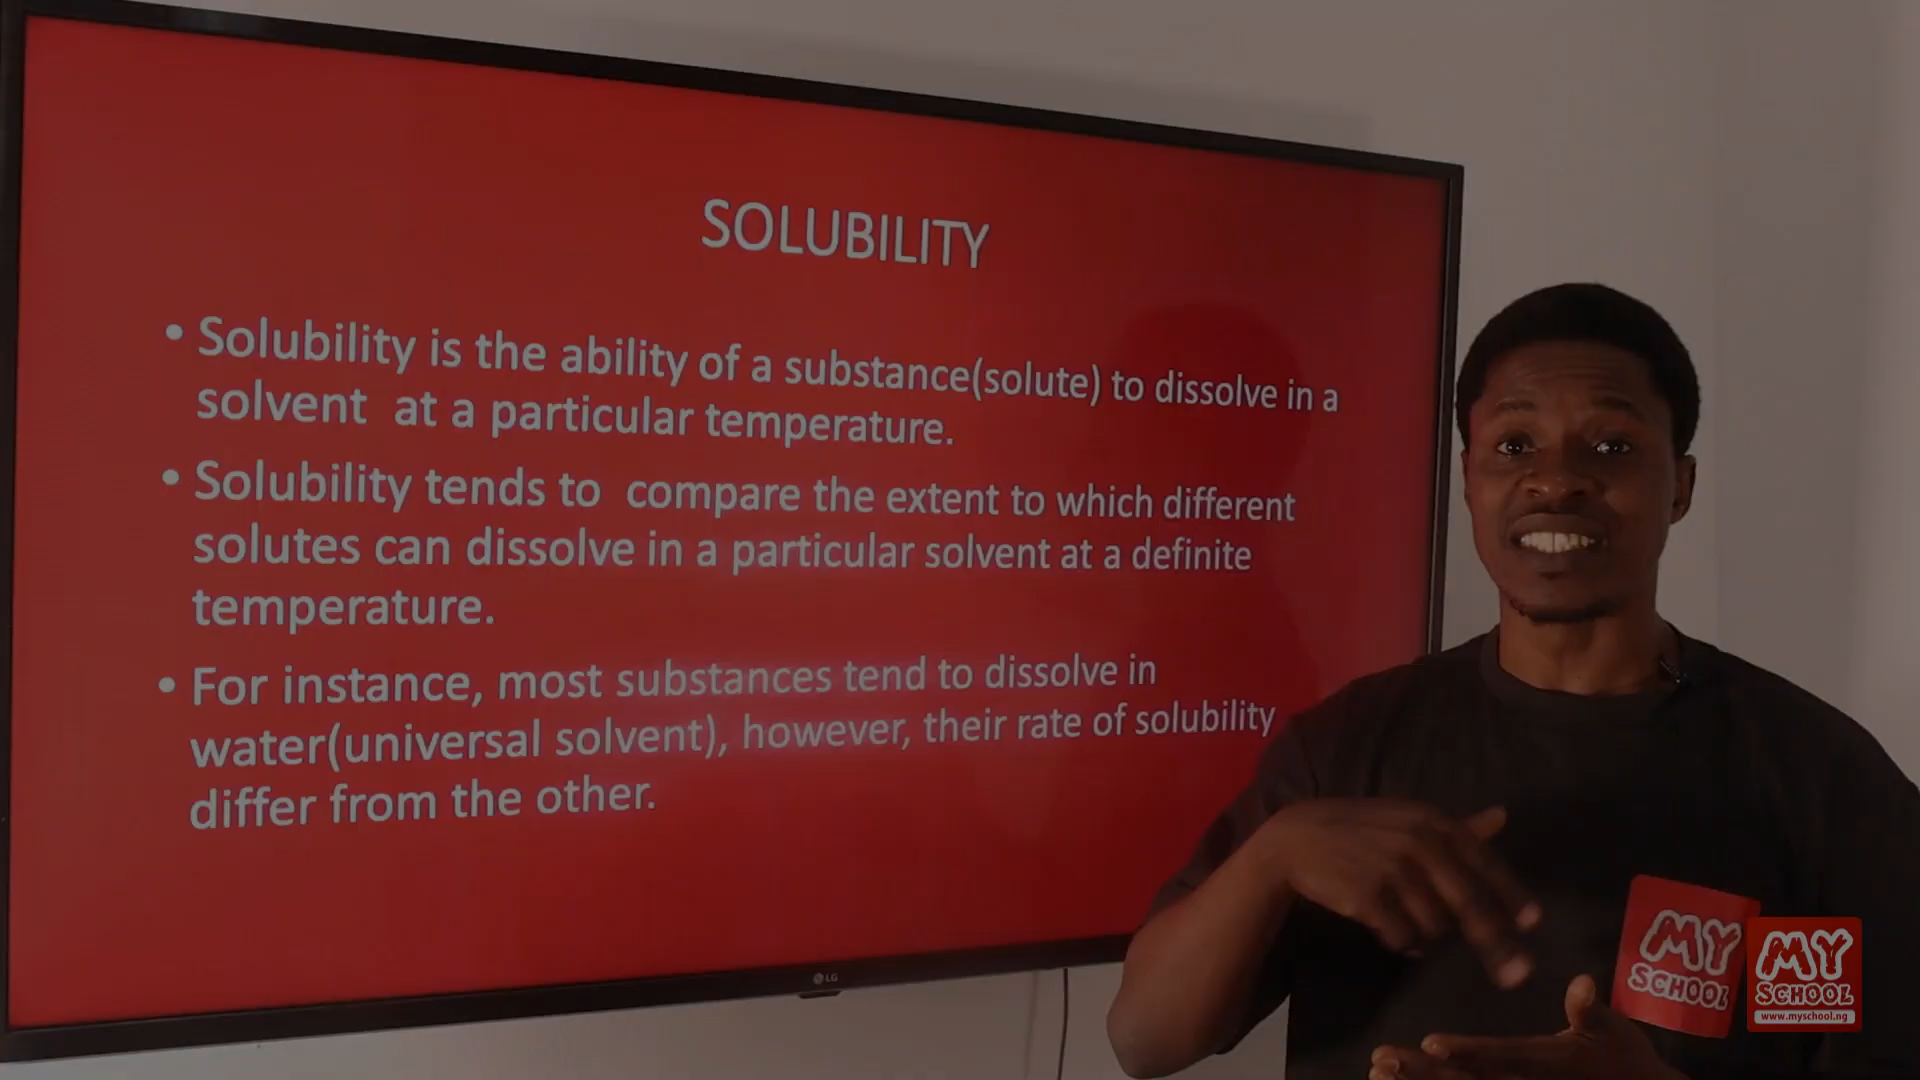 SOLUBILITY
• Solubility is the ability of a substance(solute) to dissolve in a
solvent at a particular temperature.
• Solubility tends to compare the extent to which different
solutes can dissolve in a particular solvent at a definite
temperature.
• For instance, most substances tend to dissolve in
water(universal solvent), however, their rate of solubility
differ from the other.
LG
MY
SCHOOL
MY
SCHOOL
www.myschool.ng